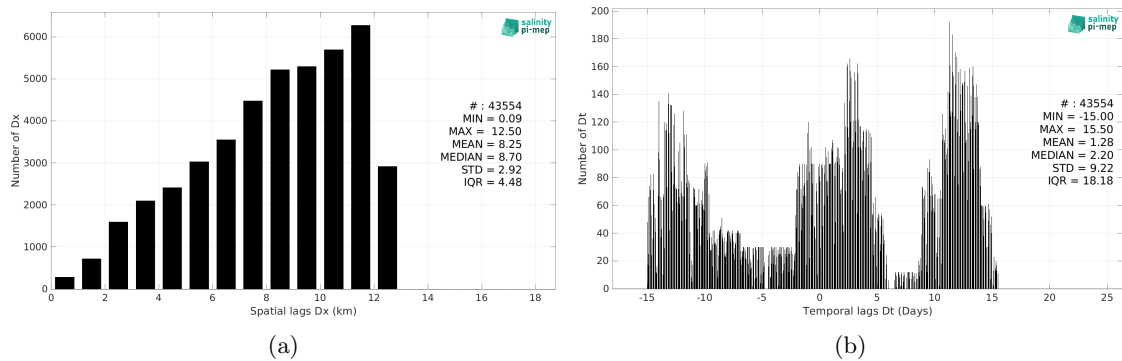 6000
5000
4000
3000
2000
1000
0
Number of Dx
0 2 4 6 8 10 12 14 16 18
Spatial lags Dx (km)
salinity
pi-mep
# : 43554
MIN = 0.09
MAX = 12.50
MEAN = 8.25
MEDIAN = 8.70
STD = 2.92
IQR = 4.48
(a)
200
180
160
140
120
100
80
60
40
20
0
Number of Dt
-15 -10 -5 0 5 10 15 20 25
Temporal lags Dt (Days)
salinity
pi-mep
# : 43554
MIN = -15.00
MAX = 15.50
MEAN = 1.28
MEDIAN = 2.20
STD = 9.22
IQR = 18.18
(b)